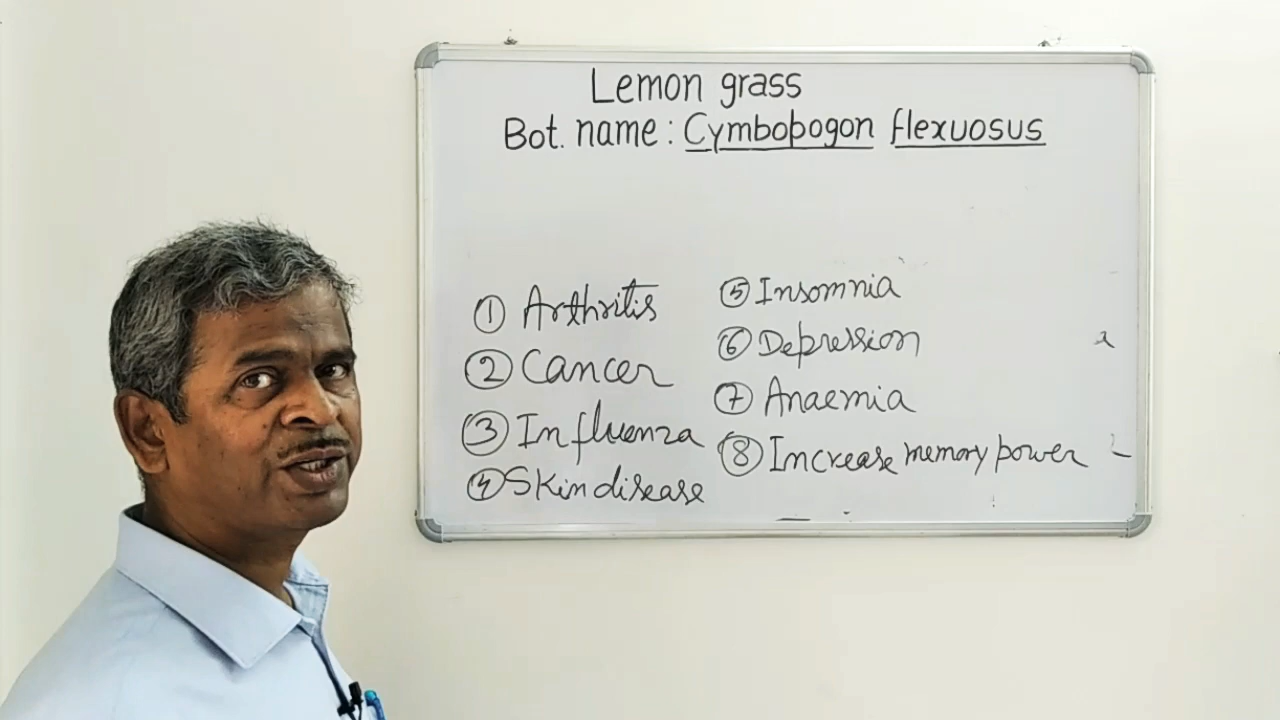 Lemon grass
Bot. name : Cymbopogon flexuosus
① Arthritis
② Cancer
③ Influenza
④ Skin disease
⑤ Insomnia
⑥ Depression
⑦ Anaemia
⑧ Increase memory power